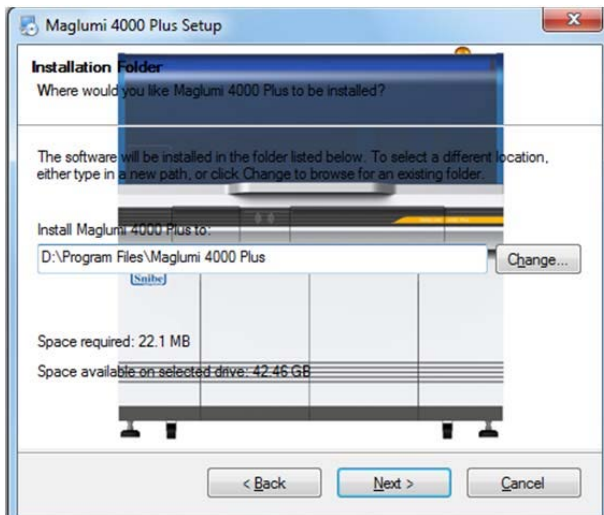 Maglumi 4000 Plus Setup
Installation Folder
Where would you like Maglumi 4000 Plus to be installed?
The software will be installed in the folder listed below. To select a different location,
either type in a new path, or click Change to browse for an existing folder.
Install Maglumi 4000 Plus to:
D:\Program Files\Maglumi 4000 Plus
Change...
Snibe
Space required: 22.1 MB
Space available on selected drive: 42.46 GB
< Back
Next >
Cancel